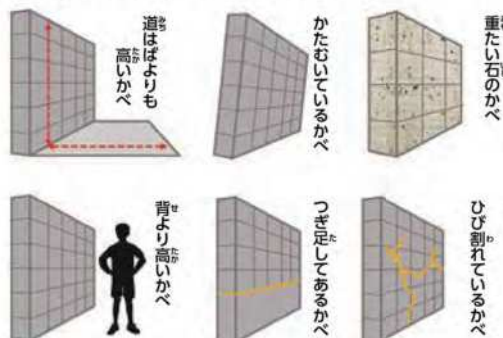 重たい石のかべ
かたむいているかべ
道はばよりも
高いかべ
ひび割れているかべ
つぎ足してあるかべ
背より高いかべ